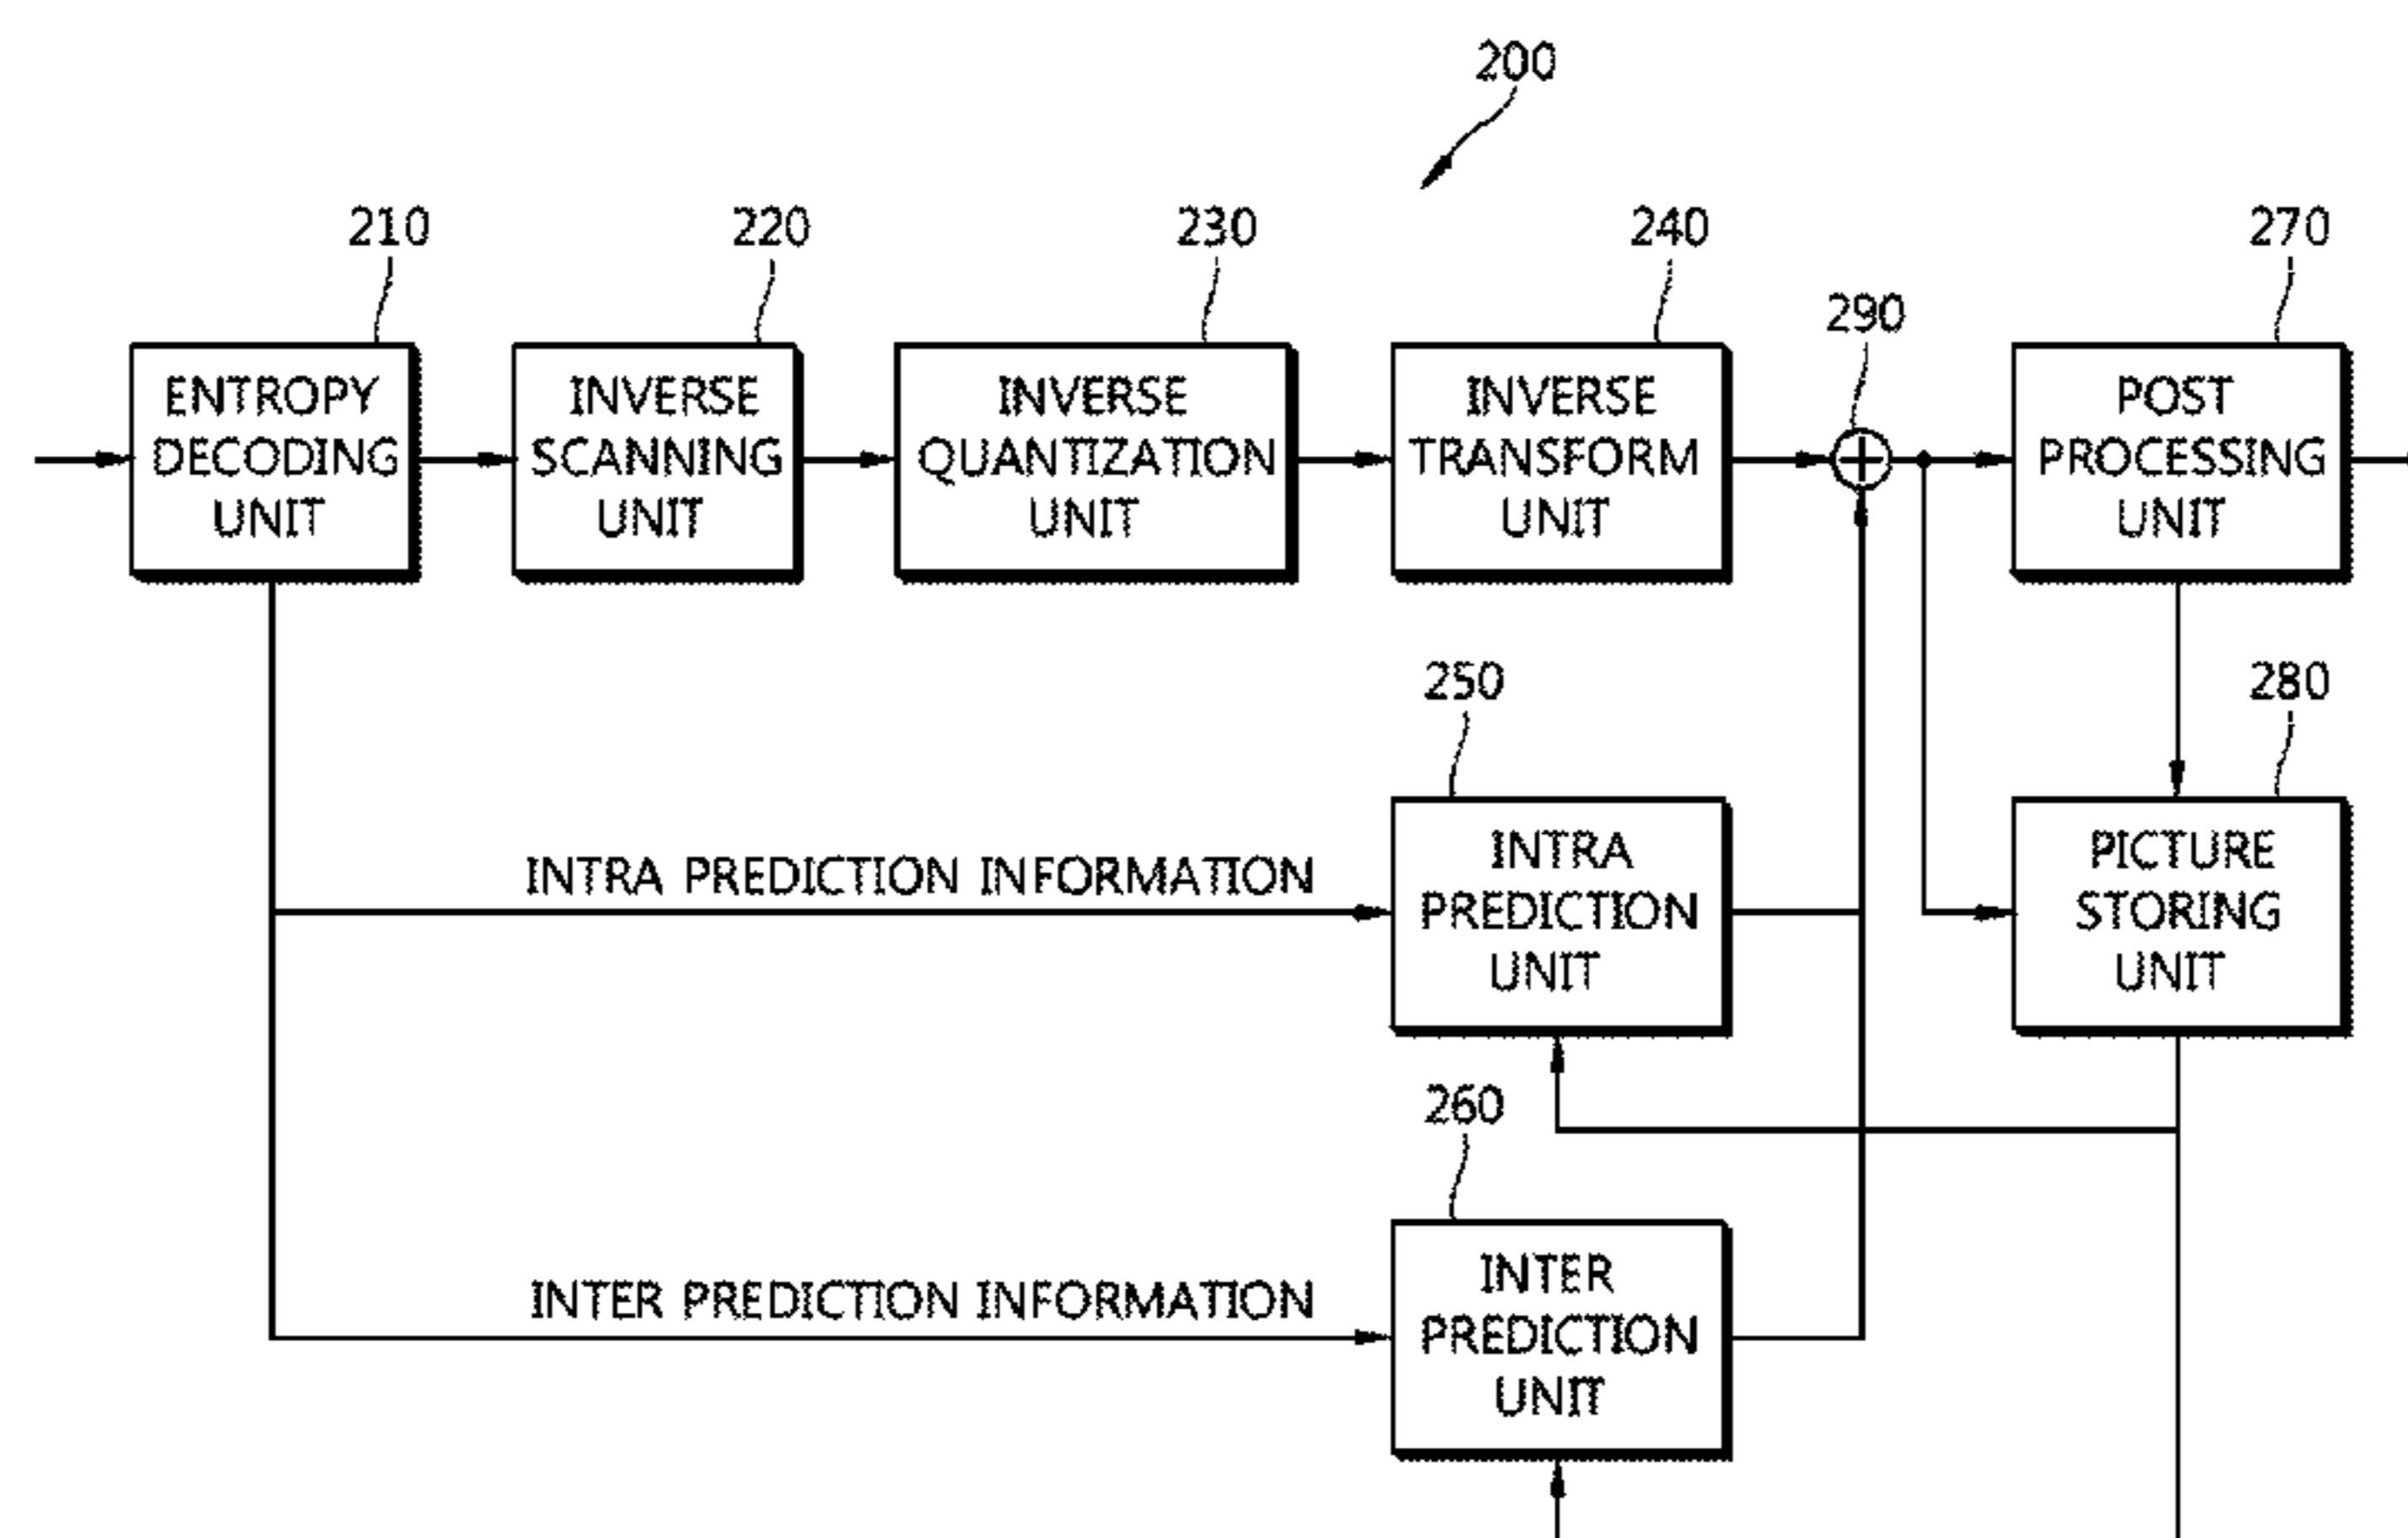 200
210
220
230
240
270
290
ENTROPY
DECODING
UNIT
INVERSE
SCANNING
UNIT
INVERSE
QUANTIZATION
UNIT
INVERSE
TRANSFORM
UNIT
POST
PROCESSING
UNIT
250
280
INTRA PREDICTION INFORMATION
INTRA
PREDICTION
UNIT
PICTURE
STORING
UNIT
260
INTER PREDICTION INFORMATION
INTER
PREDICTION
UNIT